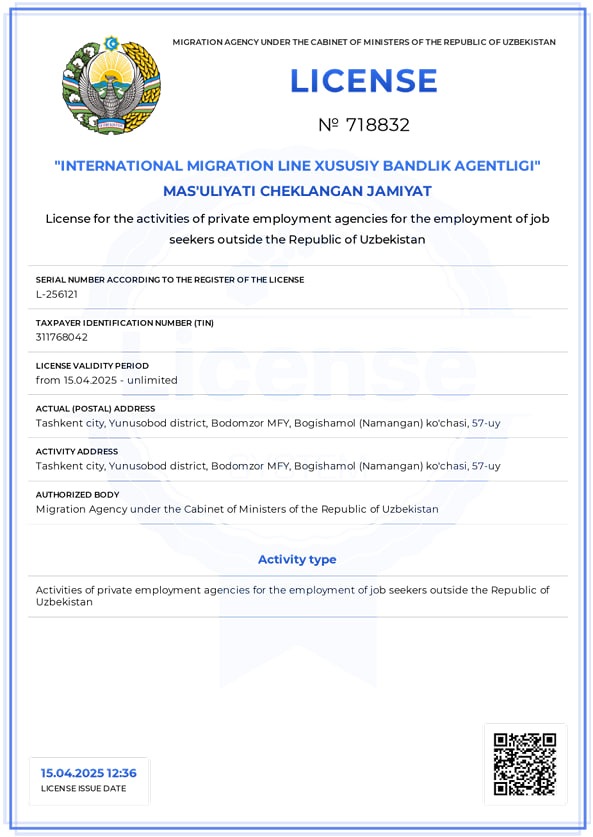 MIGRATION AGENCY UNDER THE CABINET OF MINISTERS OF THE REPUBLIC OF UZBEKISTAN
LICENSE
№ 718832
"INTERNATIONAL MIGRATION LINE XUSUSIY BANDLIK AGENTLIGI"
MAS'ULIYATI CHEKLANGAN JAMIYAT
License for the activities of private employment agencies for the employment of job
seekers outside the Republic of Uzbekistan
SERIAL NUMBER ACCORDING TO THE REGISTER OF THE LICENSE
L-256121
TAXPAYER IDENTIFICATION NUMBER (TIN)
311768042
LICENSE VALIDITY PERIOD
from 15.04.2025 - unlimited
License
ACTUAL (POSTAL) ADDRESS
Tashkent city, Yunusobod district, Bodomzor MFY, Bogishamol (Namangan) ko'chasi, 57-uy
ACTIVITY ADDRESS
Tashkent city, Yunusobod district, Bodomzor MFY, Bogishamol (Namangan) ko'chasi, 57-uy
AUTHORIZED BODY
Migration Agency under the Cabinet of Ministers of the Republic of Uzbekistan
Activity type
Activities of private employment agencies for the employment of job seekers outside the Republic of
Uzbekistan
15.04.2025 12:36
LICENSE ISSUE DATE